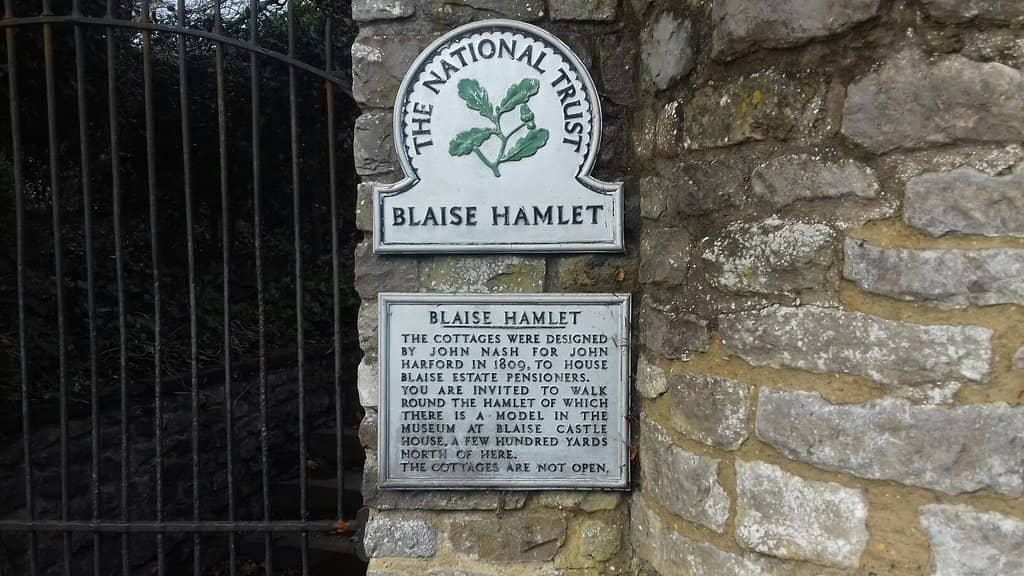 THE NATIONAL TRUST
BLAISE HAMLET
BLAISE HAMLET
THE COTTAGES WERE DESIGNED
BY JOHN NASH FOR JOHN
HARFORD IN 1809, TO HOUSE
BLAISE ESTATE PENSIONERS.
YOU ARE INVITED TO WALK
ROUND THE HAMLET OF WHICH
THERE IS A MODEL IN THE
MUSEUM AT BLAISE CASTLE
HOUSE, A FEW HUNDRED YARDS
NORTH OF HERE.
THE COTTAGES ARE NOT OPEN.